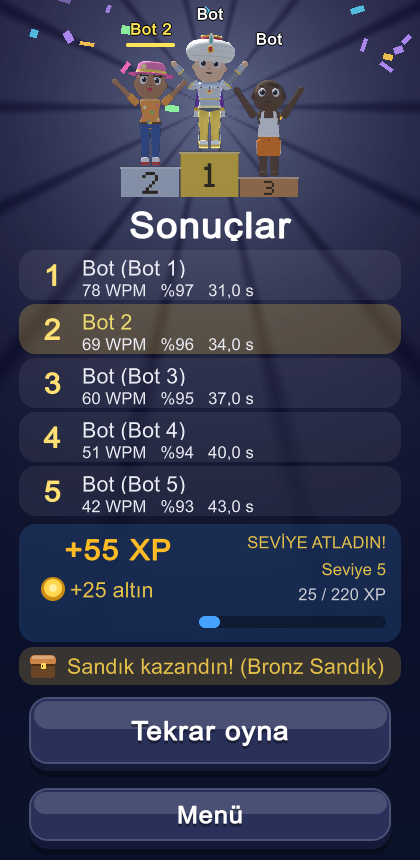 Bot
Bot 2
Bot
2
1
3
Sonuçlar
1
Bot (Bot 1)
78 WPM %97 31,0 s
2
Bot 2
69 WPM %96 34,0 s
3
Bot (Bot 3)
60 WPM %95 37,0 s
4
Bot (Bot 4)
51 WPM %94 40,0 s
5
Bot (Bot 5)
42 WPM %93 43,0 s
+55 XP
SEVİYE ATLADIN!
Seviye 5
+25 altın
25 / 220 XP
Sandık kazandın! (Bronz Sandık)
Tekrar oyna
Menü